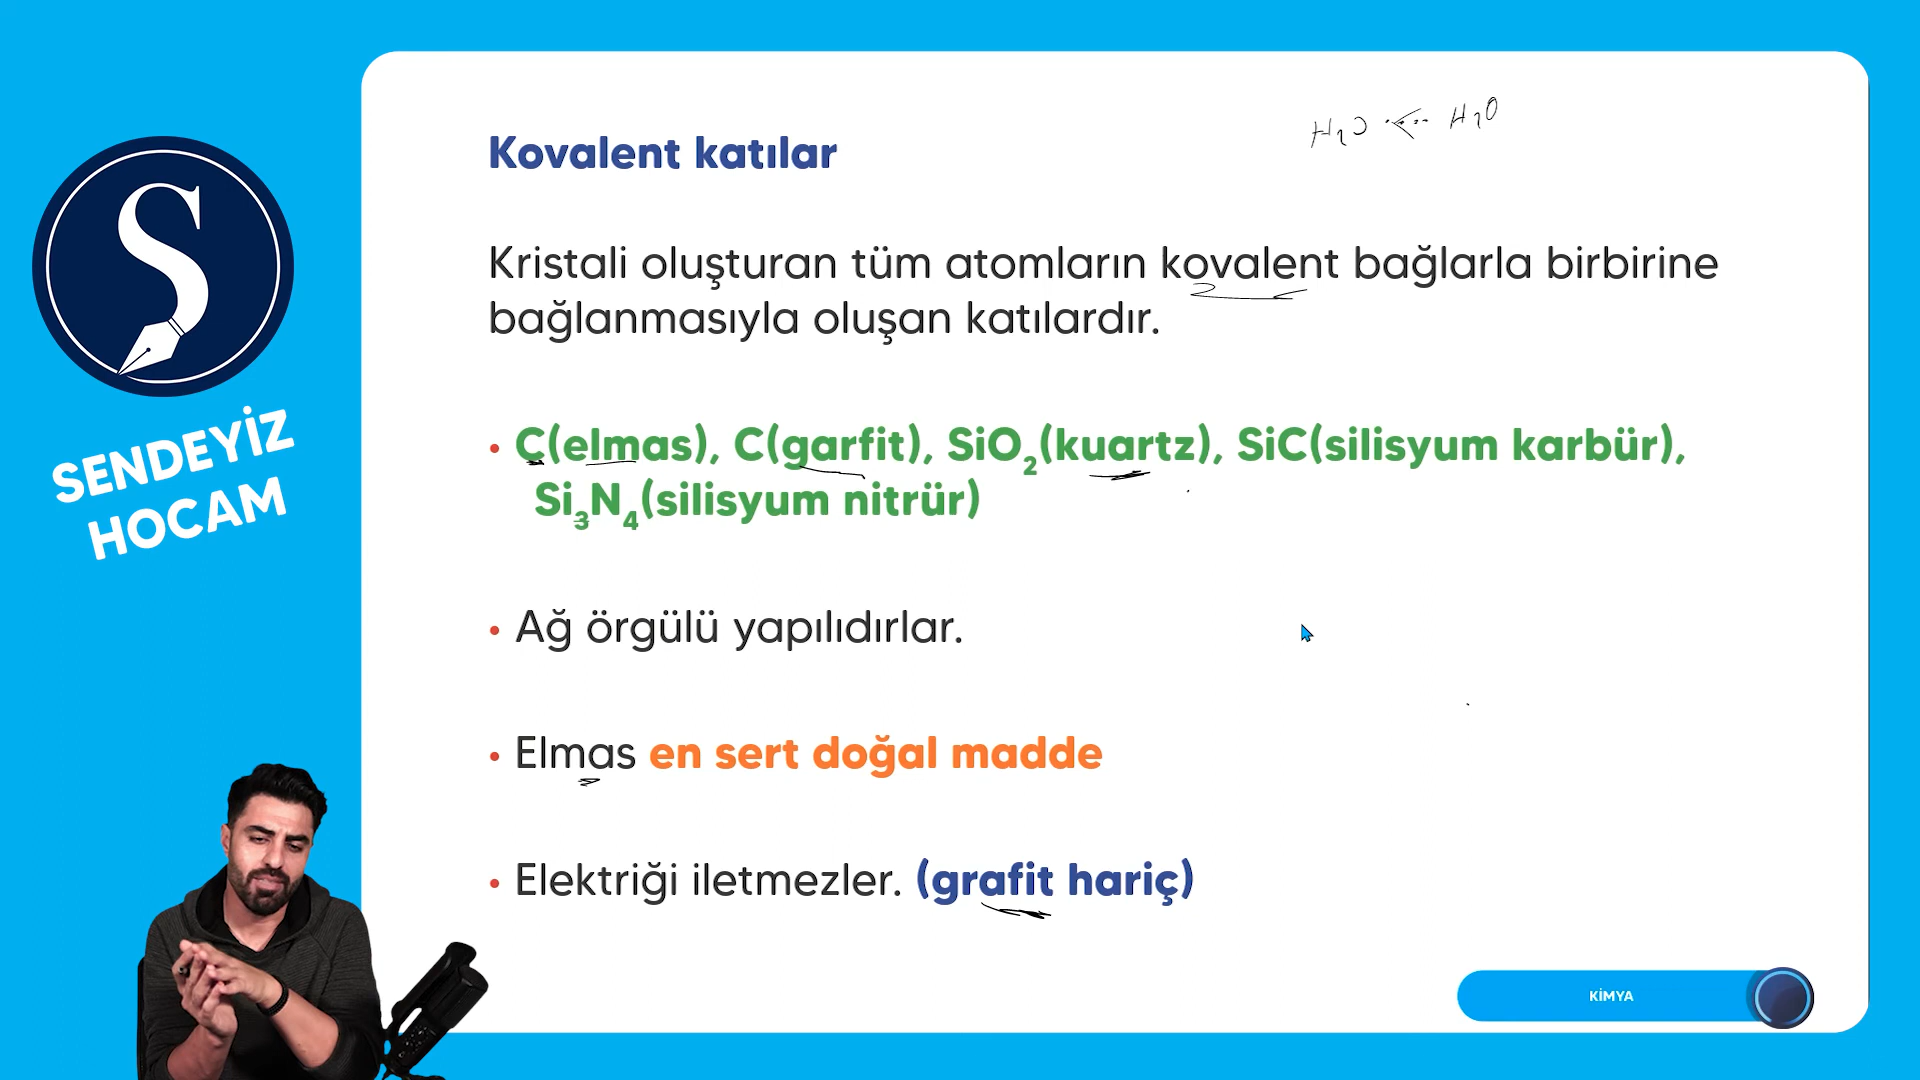 Kovalent katılar
H₂O <··· H₂O
Kristali oluşturan tüm atomların kovalent bağlarla birbirine
bağlanmasıyla oluşan katılardır.
• C(elmas), C(garfit), SiO₂(kuartz), SiC(silisyum karbür),
Si₃N₄(silisyum nitrür)
• Ağ örgülü yapılıdırlar.
• Elmas en sert doğal madde
• Elektriği iletmezler. (grafit hariç)
S
SENDEYİZ
HOCAM
KİMYA